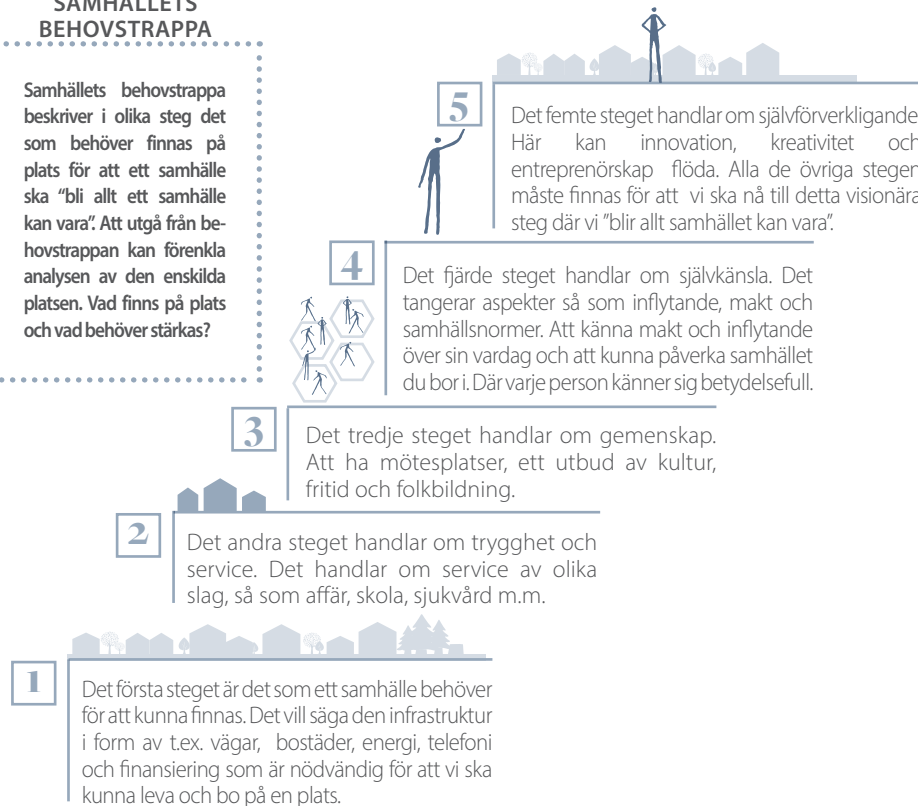 SAMHÄLLETS
BEHOVSTRAPPA
Samhällets behovstrappa
beskriver i olika steg det
som behöver finnas på
plats för att ett samhälle
ska “bli allt ett samhälle
kan vara”. Att utgå från be-
hovstrappan kan förenkla
analysen av den enskilda
platsen. Vad finns på plats
och vad behöver stärkas?
5
Det femte steget handlar om självförverkligande
Här kan innovation, kreativitet och
entreprenörskap flöda. Alla de övriga stegen
måste finnas för att vi ska nå till detta visionära
steg där vi ”blir allt samhället kan vara”.
4
Det fjärde steget handlar om självkänsla. Det
tangerar aspekter så som inflytande, makt och
samhällsnormer. Att känna makt och inflytande
över sin vardag och att kunna påverka samhället
du bor i. Där varje person känner sig betydelsefull.
3
Det tredje steget handlar om gemenskap.
Att ha mötesplatser, ett utbud av kultur,
fritid och folkbildning.
2
Det andra steget handlar om trygghet och
service. Det handlar om service av olika
slag, så som affär, skola, sjukvård m.m.
1
Det första steget är det som ett samhälle behöver
för att kunna finnas. Det vill säga den infrastruktur
i form av t.ex. vägar, bostäder, energi, telefoni
och finansiering som är nödvändig för att vi ska
kunna leva och bo på en plats.